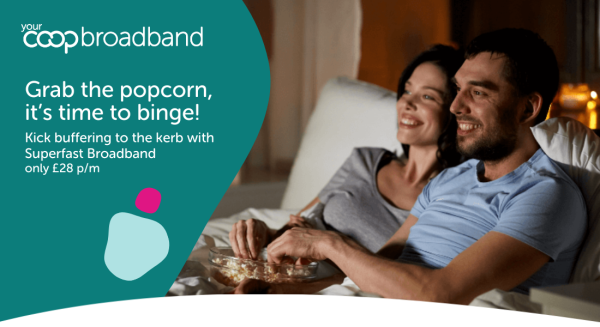 your
coop broadband
Grab the popcorn,
it's time to binge!
Kick buffering to the kerb with
Superfast Broadband
only £28 p/m